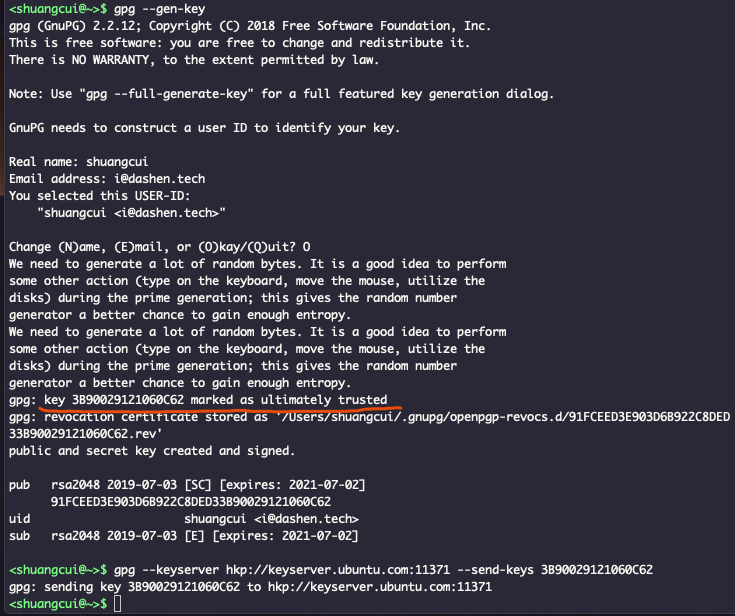 <shuangcui@~>$ gpg --gen-key
gpg (GnuPG) 2.2.12; Copyright (C) 2018 Free Software Foundation, Inc.
This is free software: you are free to change and redistribute it.
There is NO WARRANTY, to the extent permitted by law.
Note: Use "gpg --full-generate-key" for a full featured key generation dialog.
GnuPG needs to construct a user ID to identify your key.
Real name: shuangcui
Email address: i@dashen.tech
You selected this USER-ID:
    "shuangcui <i@dashen.tech>"
Change (N)ame, (E)mail, or (O)kay/(Q)uit? O
We need to generate a lot of random bytes. It is a good idea to perform
some other action (type on the keyboard, move the mouse, utilize the
disks) during the prime generation; this gives the random number
generator a better chance to gain enough entropy.
We need to generate a lot of random bytes. It is a good idea to perform
some other action (type on the keyboard, move the mouse, utilize the
disks) during the prime generation; this gives the random number
generator a better chance to gain enough entropy.
gpg: key 3B90029121060C62 marked as ultimately trusted
gpg: revocation certificate stored as '/Users/shuangcui/.gnupg/openpgp-revocs.d/91FCEED3E903D6B922C8DED
33B90029121060C62.rev'
public and secret key created and signed.
pub   rsa2048 2019-07-03 [SC] [expires: 2021-07-02]
      91FCEED3E903D6B922C8DED33B90029121060C62
uid                      shuangcui <i@dashen.tech>
sub   rsa2048 2019-07-03 [E] [expires: 2021-07-02]
<shuangcui@~>$ gpg --keyserver hkp://keyserver.ubuntu.com:11371 --send-keys 3B90029121060C62
gpg: sending key 3B90029121060C62 to hkp://keyserver.ubuntu.com:11371
<shuangcui@~>$